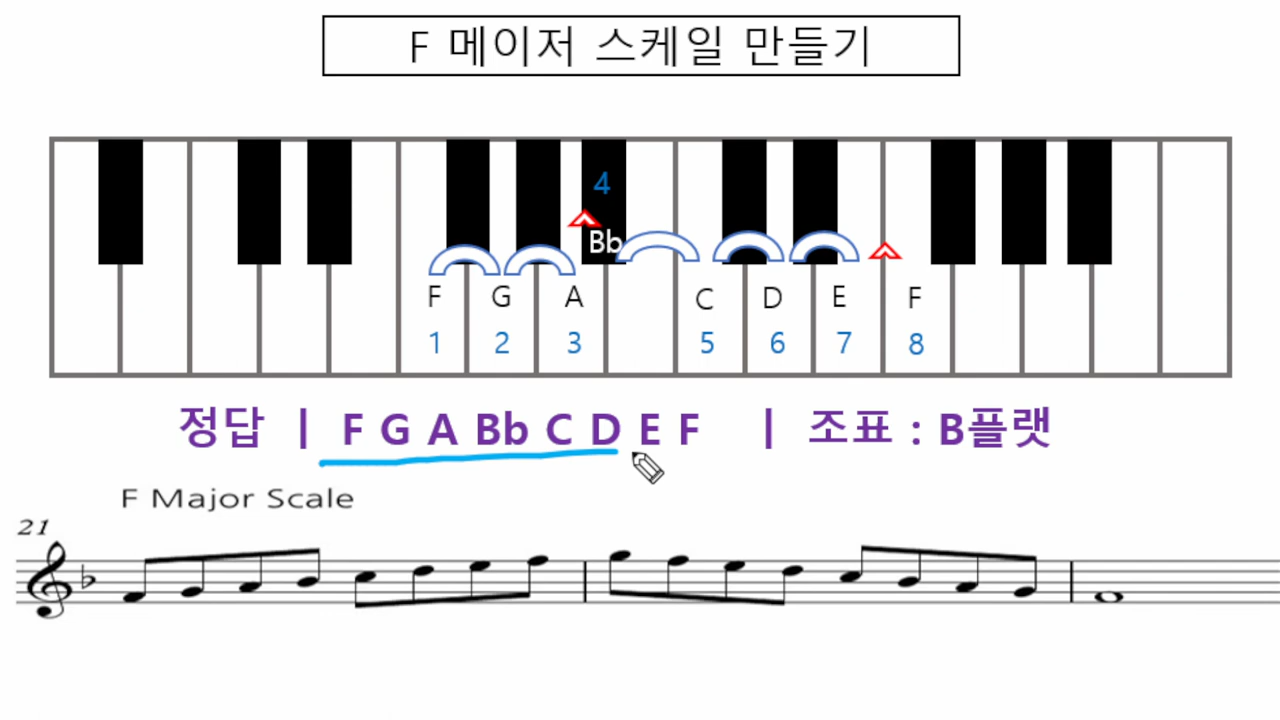 F 메이저 스케일 만들기
4
Bb
F G A C D E F
1 2 3 5 6 7 8
정답 | F G A Bb C D E F | 조표 : B플랫
F Major Scale
21